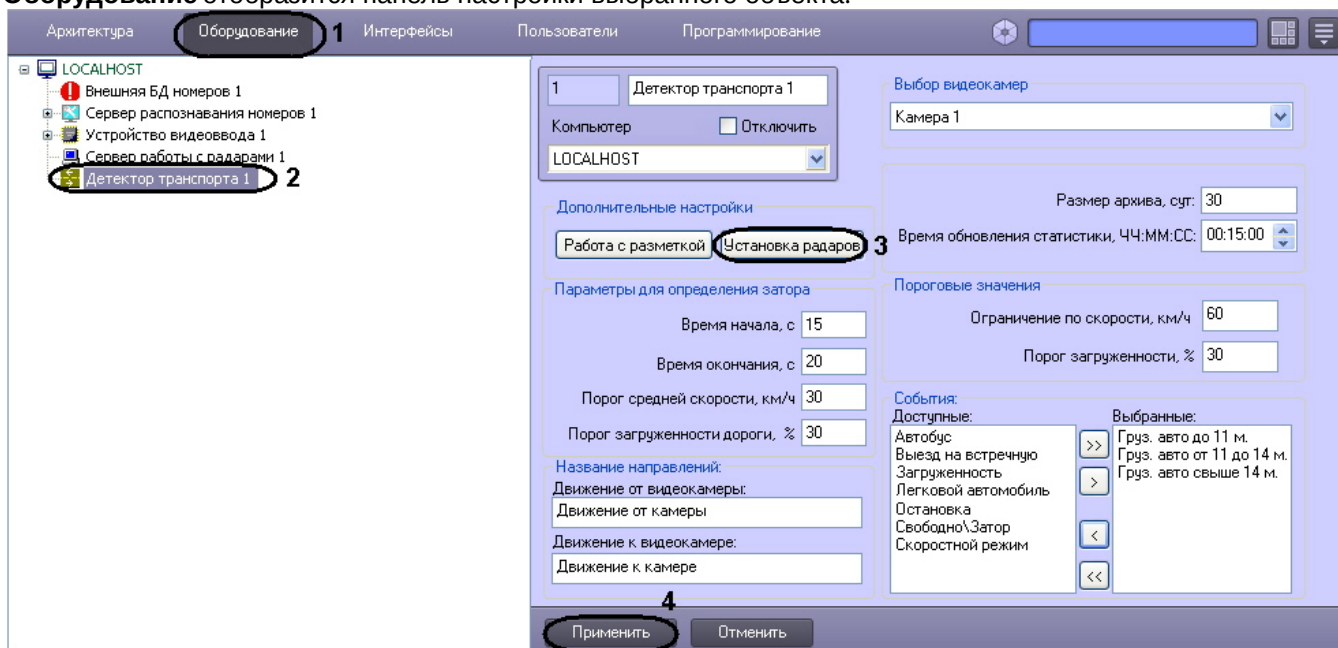 Оборудование отобразится панель настройки выбранного объекта.
Архитектура Оборудование 1 Интерфейсы Пользователи Программирование
LOCALHOST
Внешняя БД номеров 1
Сервер распознавания номеров 1
Устройство видеоввода 1
Сервер работы с радарами 1
Детектор транспорта 1 2
1 Детектор транспорта 1
Компьютер Отключить
LOCALHOST
Дополнительные настройки
Работа с разметкой Установка радаров 3
Параметры для определения затора
Время начала, с 15
Время окончания, с 20
Порог средней скорости, км/ч 30
Порог загруженности дороги, % 30
Название направлений:
Движение от видеокамеры:
Движение от камеры
Движение к видеокамере:
Движение к камере
Выбор видеокамер
Камера 1
Размер архива, сут: 30
Время обновления статистики, ЧЧ:ММ:СС: 00:15:00
Пороговые значения
Ограничение по скорости, км/ч 60
Порог загруженности, % 30
События:
Доступные:
Автобус
Выезд на встречную
Загруженность
Легковой автомобиль
Остановка
Свободно\Затор
Скоростной режим
>>
>
<
<<
Выбранные:
Груз. авто до 11 м.
Груз. авто от 11 до 14 м.
Груз. авто свыше 14 м.
4
Применить Отменить